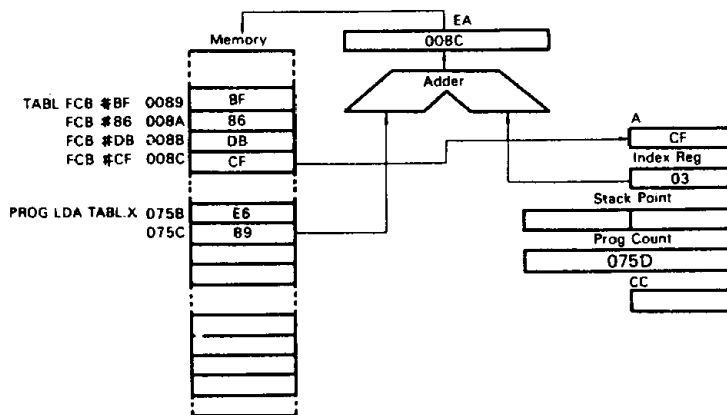 EA
008C
Memory
Adder
TABL FCB #BF 0089 BF
FCB #86 008A 86
FCB #DB 008B DB
FCB #CF 008C CF
A
CF
Index Reg
03
Stack Point
PROG LDA TABL.X 075B E6
075C 89
Prog Count
075D
CC